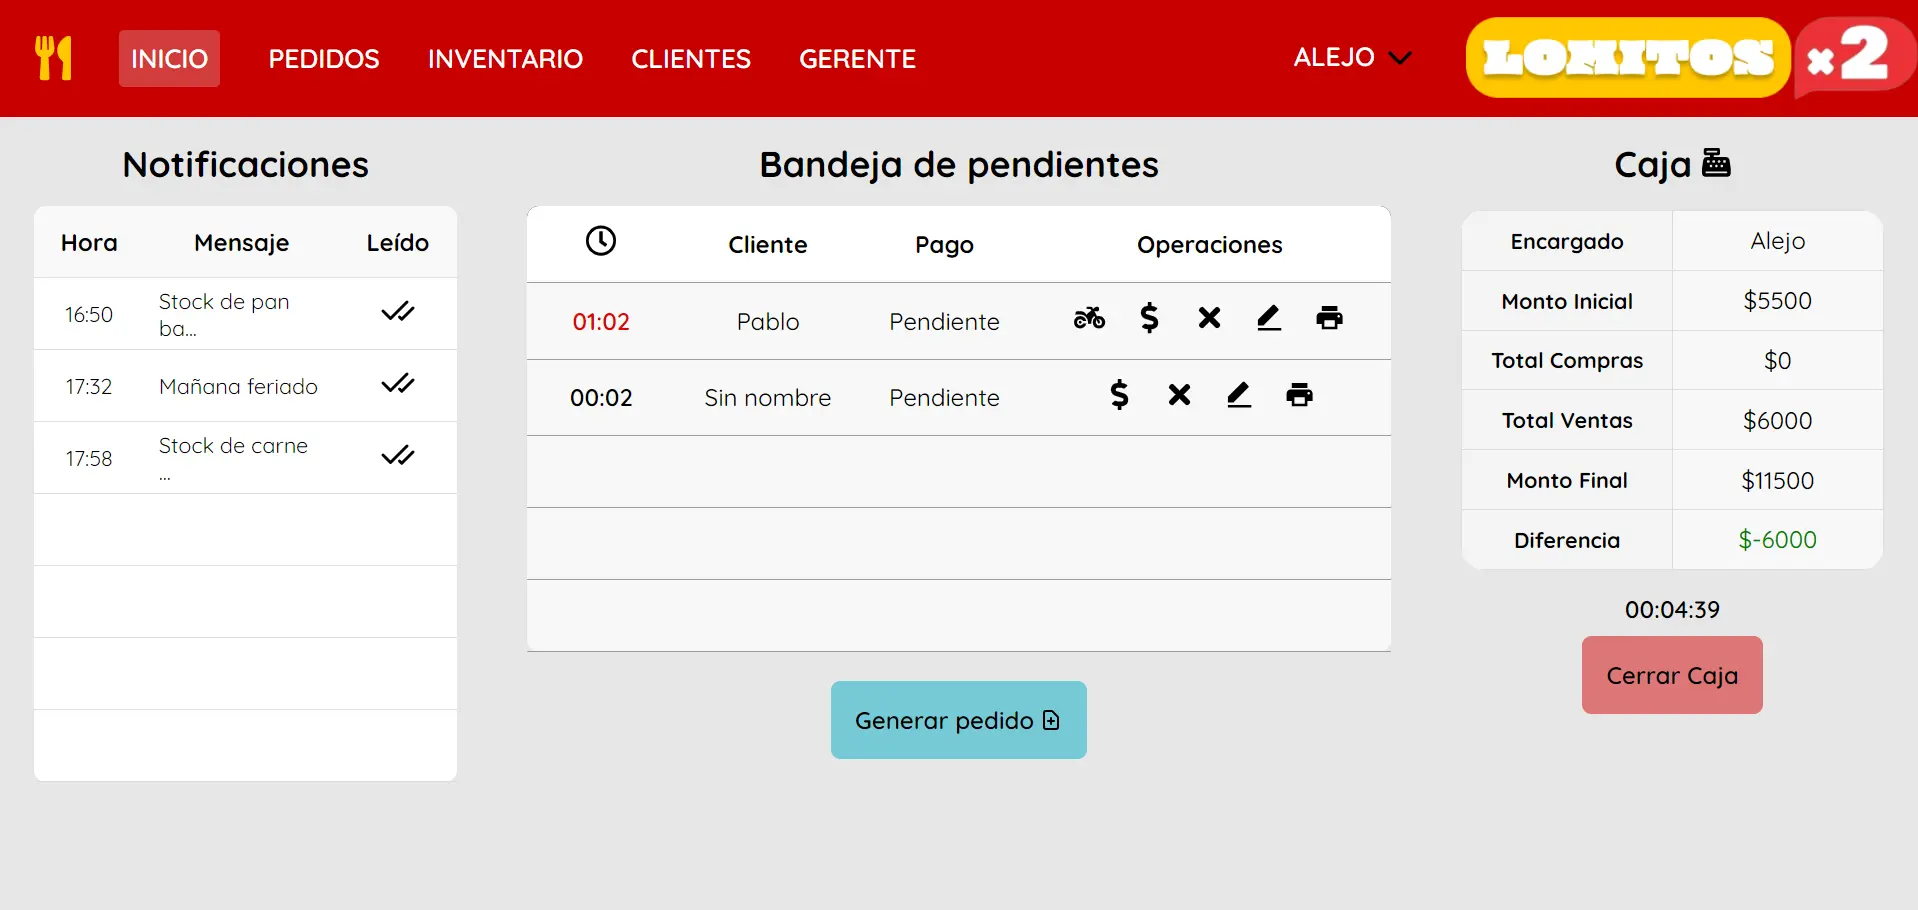 INICIO PEDIDOS INVENTARIO CLIENTES GERENTE ALEJO LOMITOS x2
Notificaciones
Hora Mensaje Leído
16:50 Stock de pan
ba...
17:32 Mañana feriado
17:58 Stock de carne
...
Bandeja de pendientes
Cliente Pago Operaciones
01:02 Pablo Pendiente
00:02 Sin nombre Pendiente
Generar pedido
Caja
Encargado Alejo
Monto Inicial $5500
Total Compras $0
Total Ventas $6000
Monto Final $11500
Diferencia $-6000
00:04:39
Cerrar Caja